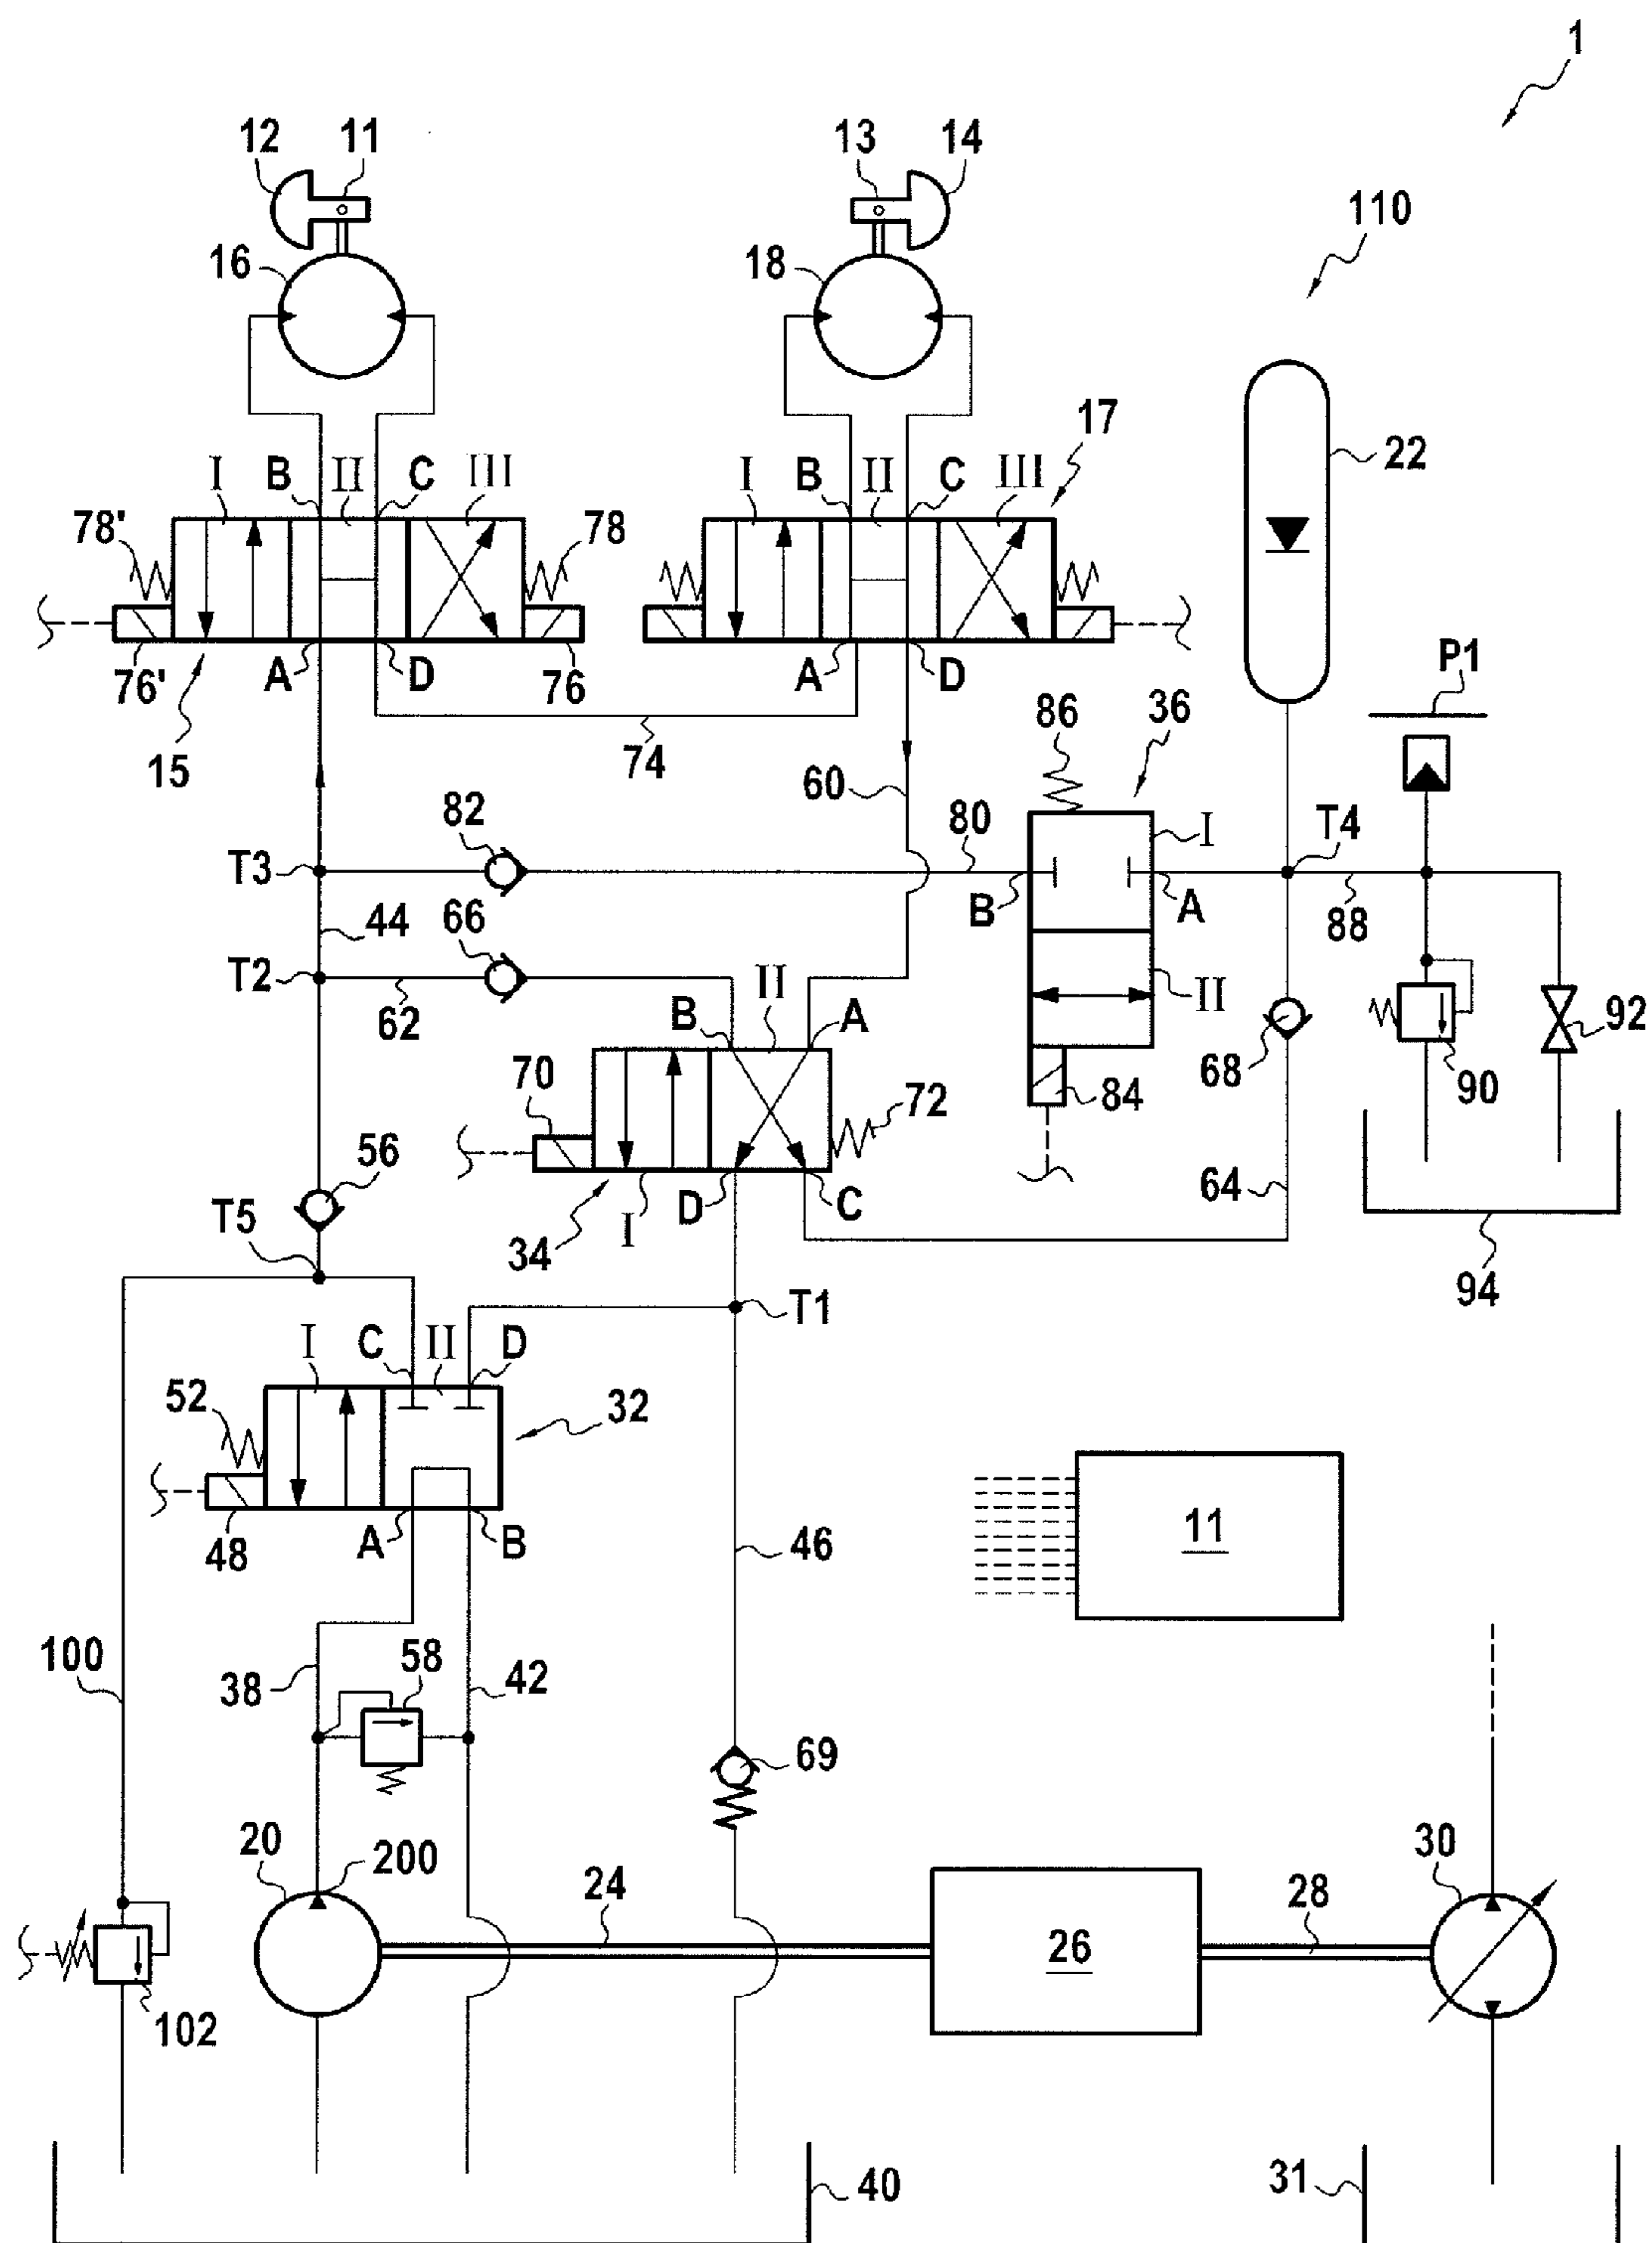 1
12 11 13 14
110
16 18
17
22
I B II C III I B II C III
78' 78
76' A D 76 A D
P1
15 74 86 36
60
82 80 I T4
T3
B A 88
44 66
T2 II
62 B A II 92
70 68 90
72 84
56
T5 D C 64
I
34 94
T1
I C II D
52 32
11
48 A B 46
100 58
38 42
69
20 200 30
24 28
26
102
31 40